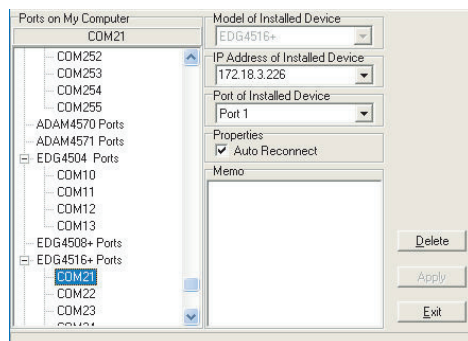 Ports on My Computer
COM21
COM252
COM253
COM254
COM255
ADAM4570 Ports
ADAM4571 Ports
EDG4504 Ports
COM10
COM11
COM12
COM13
EDG4508+ Ports
EDG4516+ Ports
COM21
COM22
COM23
COM24
Model of Installed Device
EDG4516+
IP Address of Installed Device
172.18.3.226
Port of Installed Device
Port 1
Properties
Auto Reconnect
Memo
Delete
Apply
Exit